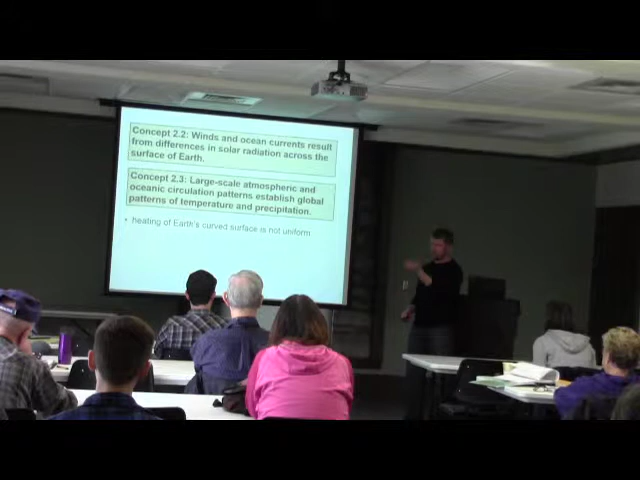 Concept 2.2: Winds and ocean currents result
from differences in solar radiation across the
surface of Earth.
Concept 2.3: Large-scale atmospheric and
oceanic circulation patterns establish global
patterns of temperature and precipitation.
• heating of Earth's curved surface is not uniform